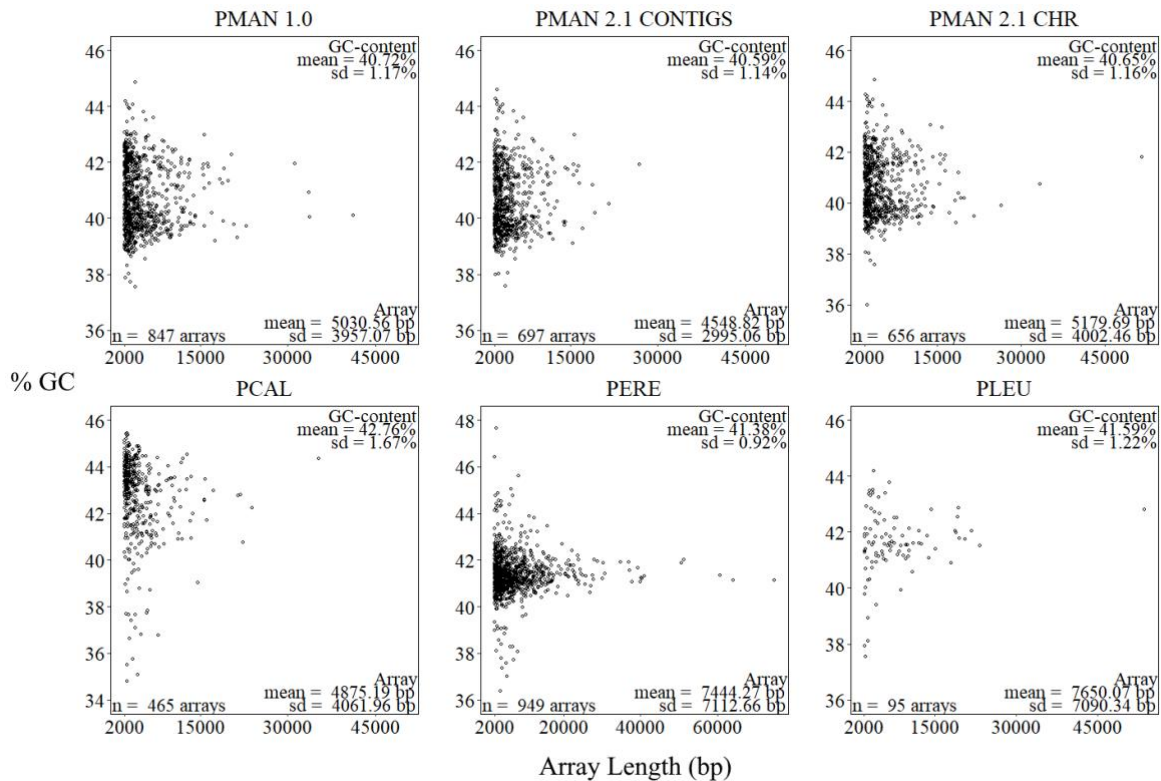 PMAN 1.0
GC-content
mean = 40.72%
sd = 1.17%
46
44
42
40
38
36
Array
mean = 5030.56 bp
n = 847 arrays
sd = 3957.07 bp
2000
15000
30000
45000
PMAN 2.1 CONTIGS
GC-content
mean = 40.59%
sd = 1.14%
46
44
42
40
38
36
Array
mean = 4548.82 bp
n = 697 arrays
sd = 2995.06 bp
2000
15000
30000
45000
PMAN 2.1 CHR
GC-content
mean = 40.65%
sd = 1.16%
46
44
42
40
38
36
Array
mean = 5179.69 bp
n = 656 arrays
sd = 4002.46 bp
2000
15000
30000
45000
% GC
PCAL
GC-content
mean = 42.76%
sd = 1.67%
46
44
42
40
38
36
34
Array
mean = 4875.19 bp
n = 465 arrays
sd = 4061.96 bp
2000
15000
30000
45000
PERE
GC-content
mean = 41.38%
sd = 0.92%
48
46
44
42
40
38
36
Array
mean = 7444.27 bp
n = 949 arrays
sd = 7112.66 bp
2000
20000
40000
60000
PLEU
GC-content
mean = 41.59%
sd = 1.22%
46
44
42
40
38
36
Array
mean = 7650.07 bp
n = 95 arrays
sd = 7090.34 bp
2000
15000
30000
45000
Array Length (bp)